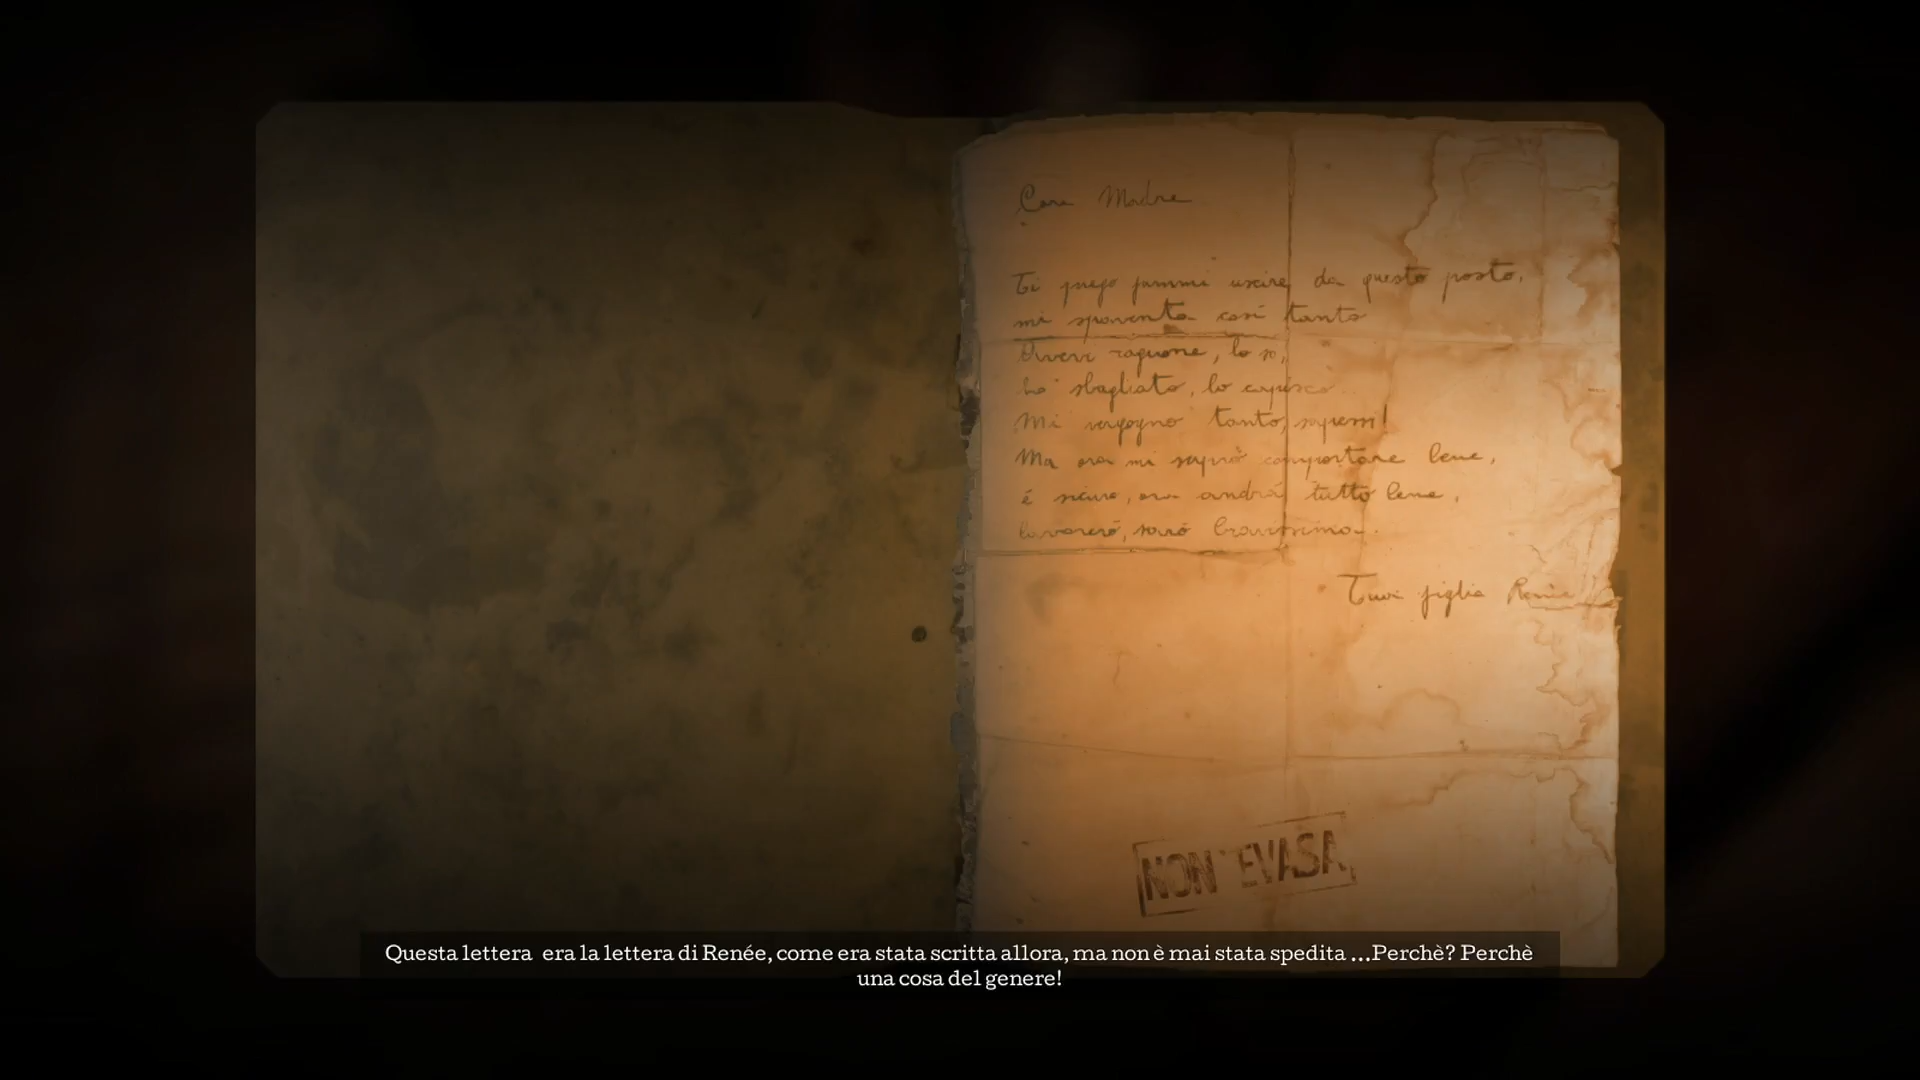 Cara Madre
Ti prego fammi uscire da questo posto,
mi spaventa così tanto
Avevi ragione, lo so,
ho sbagliato, lo capisco
Mi vergogno tanto, sapessi!
Ma ora mi saprò comportare bene,
é sicuro, ora andrá tutto bene,
lavoreró, saró bravissima.
Tua figlia Renée
NON EVASA
Questa lettera era la lettera di Renée, come era stata scritta allora, ma non è mai stata spedita ...Perchè? Perchè
una cosa del genere!